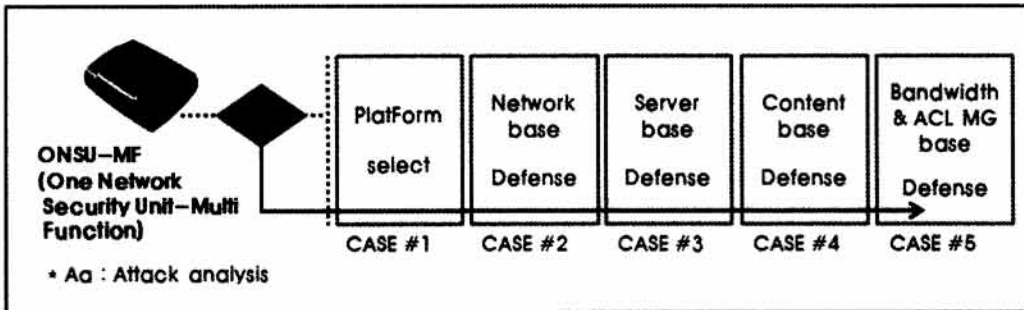 PlatForm
select
CASE #1
Network
base
Defense
CASE #2
Server
base
Defense
CASE #3
Content
base
Defense
CASE #4
Bandwidth
& ACL MG
base
Defense
CASE #5
ONSU-MF
(One Network
Security Unit-Multi
Function)
* Aa : Attack analysis